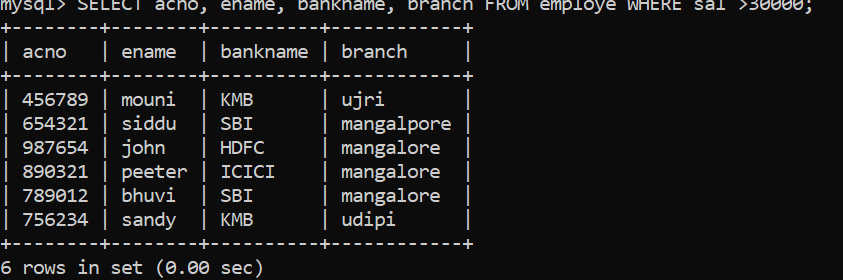 mysql> SELECT acno, ename, bankname, branch FROM employe WHERE sal >30000;
+--------+--------+----------+------------+
| acno   | ename  | bankname | branch     |
+--------+--------+----------+------------+
| 456789 | mouni  | KMB      | ujri       |
| 654321 | siddu  | SBI      | mangalpore |
| 987654 | john   | HDFC     | mangalore  |
| 890321 | peeter | ICICI    | mangalore  |
| 789012 | bhuvi  | SBI      | mangalore  |
| 756234 | sandy  | KMB      | udipi      |
+--------+--------+----------+------------+
6 rows in set (0.00 sec)